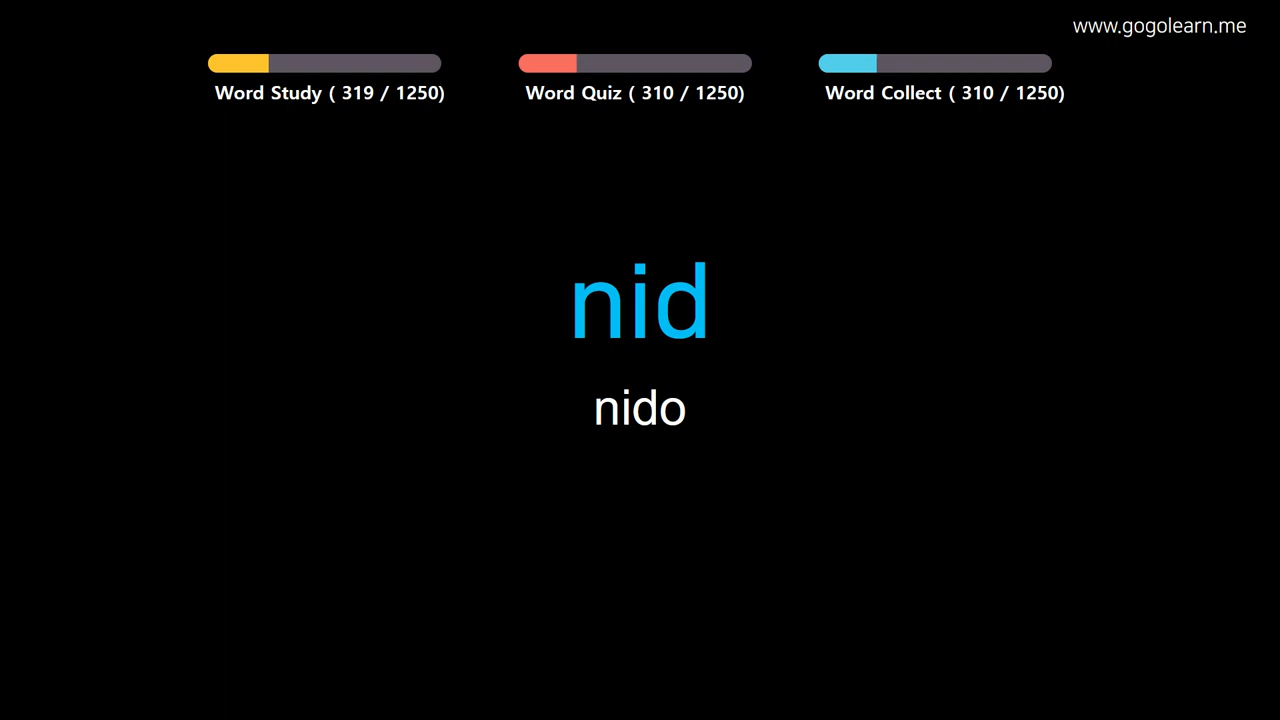 www.gogolearn.me
Word Study ( 319 / 1250)
Word Quiz ( 310 / 1250)
Word Collect ( 310 / 1250)
nid
nido